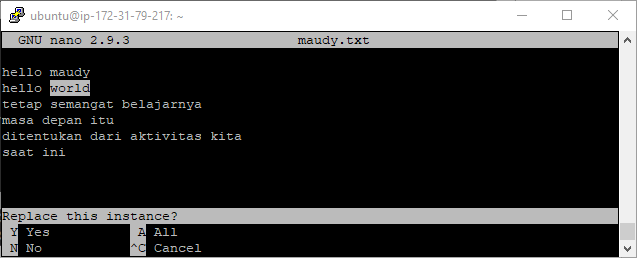 ubuntu@ip-172-31-79-217: ~
GNU nano 2.9.3 maudy.txt
hello maudy
hello world
tetap semangat belajarnya
masa depan itu
ditentukan dari aktivitas kita
saat ini
Replace this instance?
Y Yes A All
N No ^C Cancel